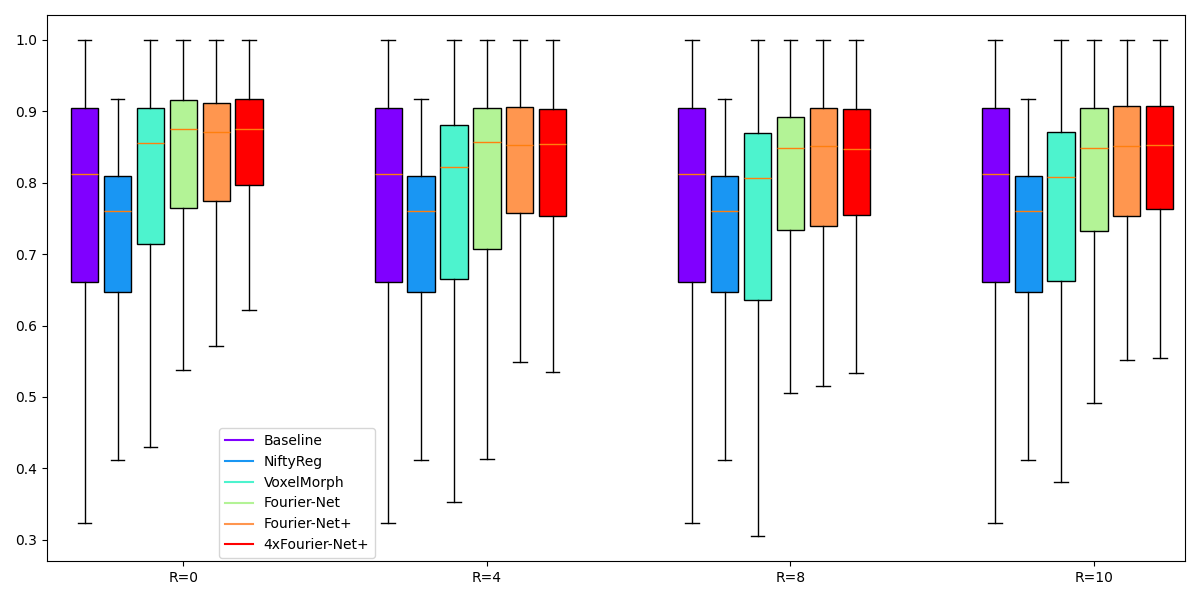 1.0
0.9
0.8
0.7
0.6
0.5
0.4
0.3
Baseline
NiftyReg
VoxelMorph
Fourier-Net
Fourier-Net+
4xFourier-Net+
R=0
R=4
R=8
R=10